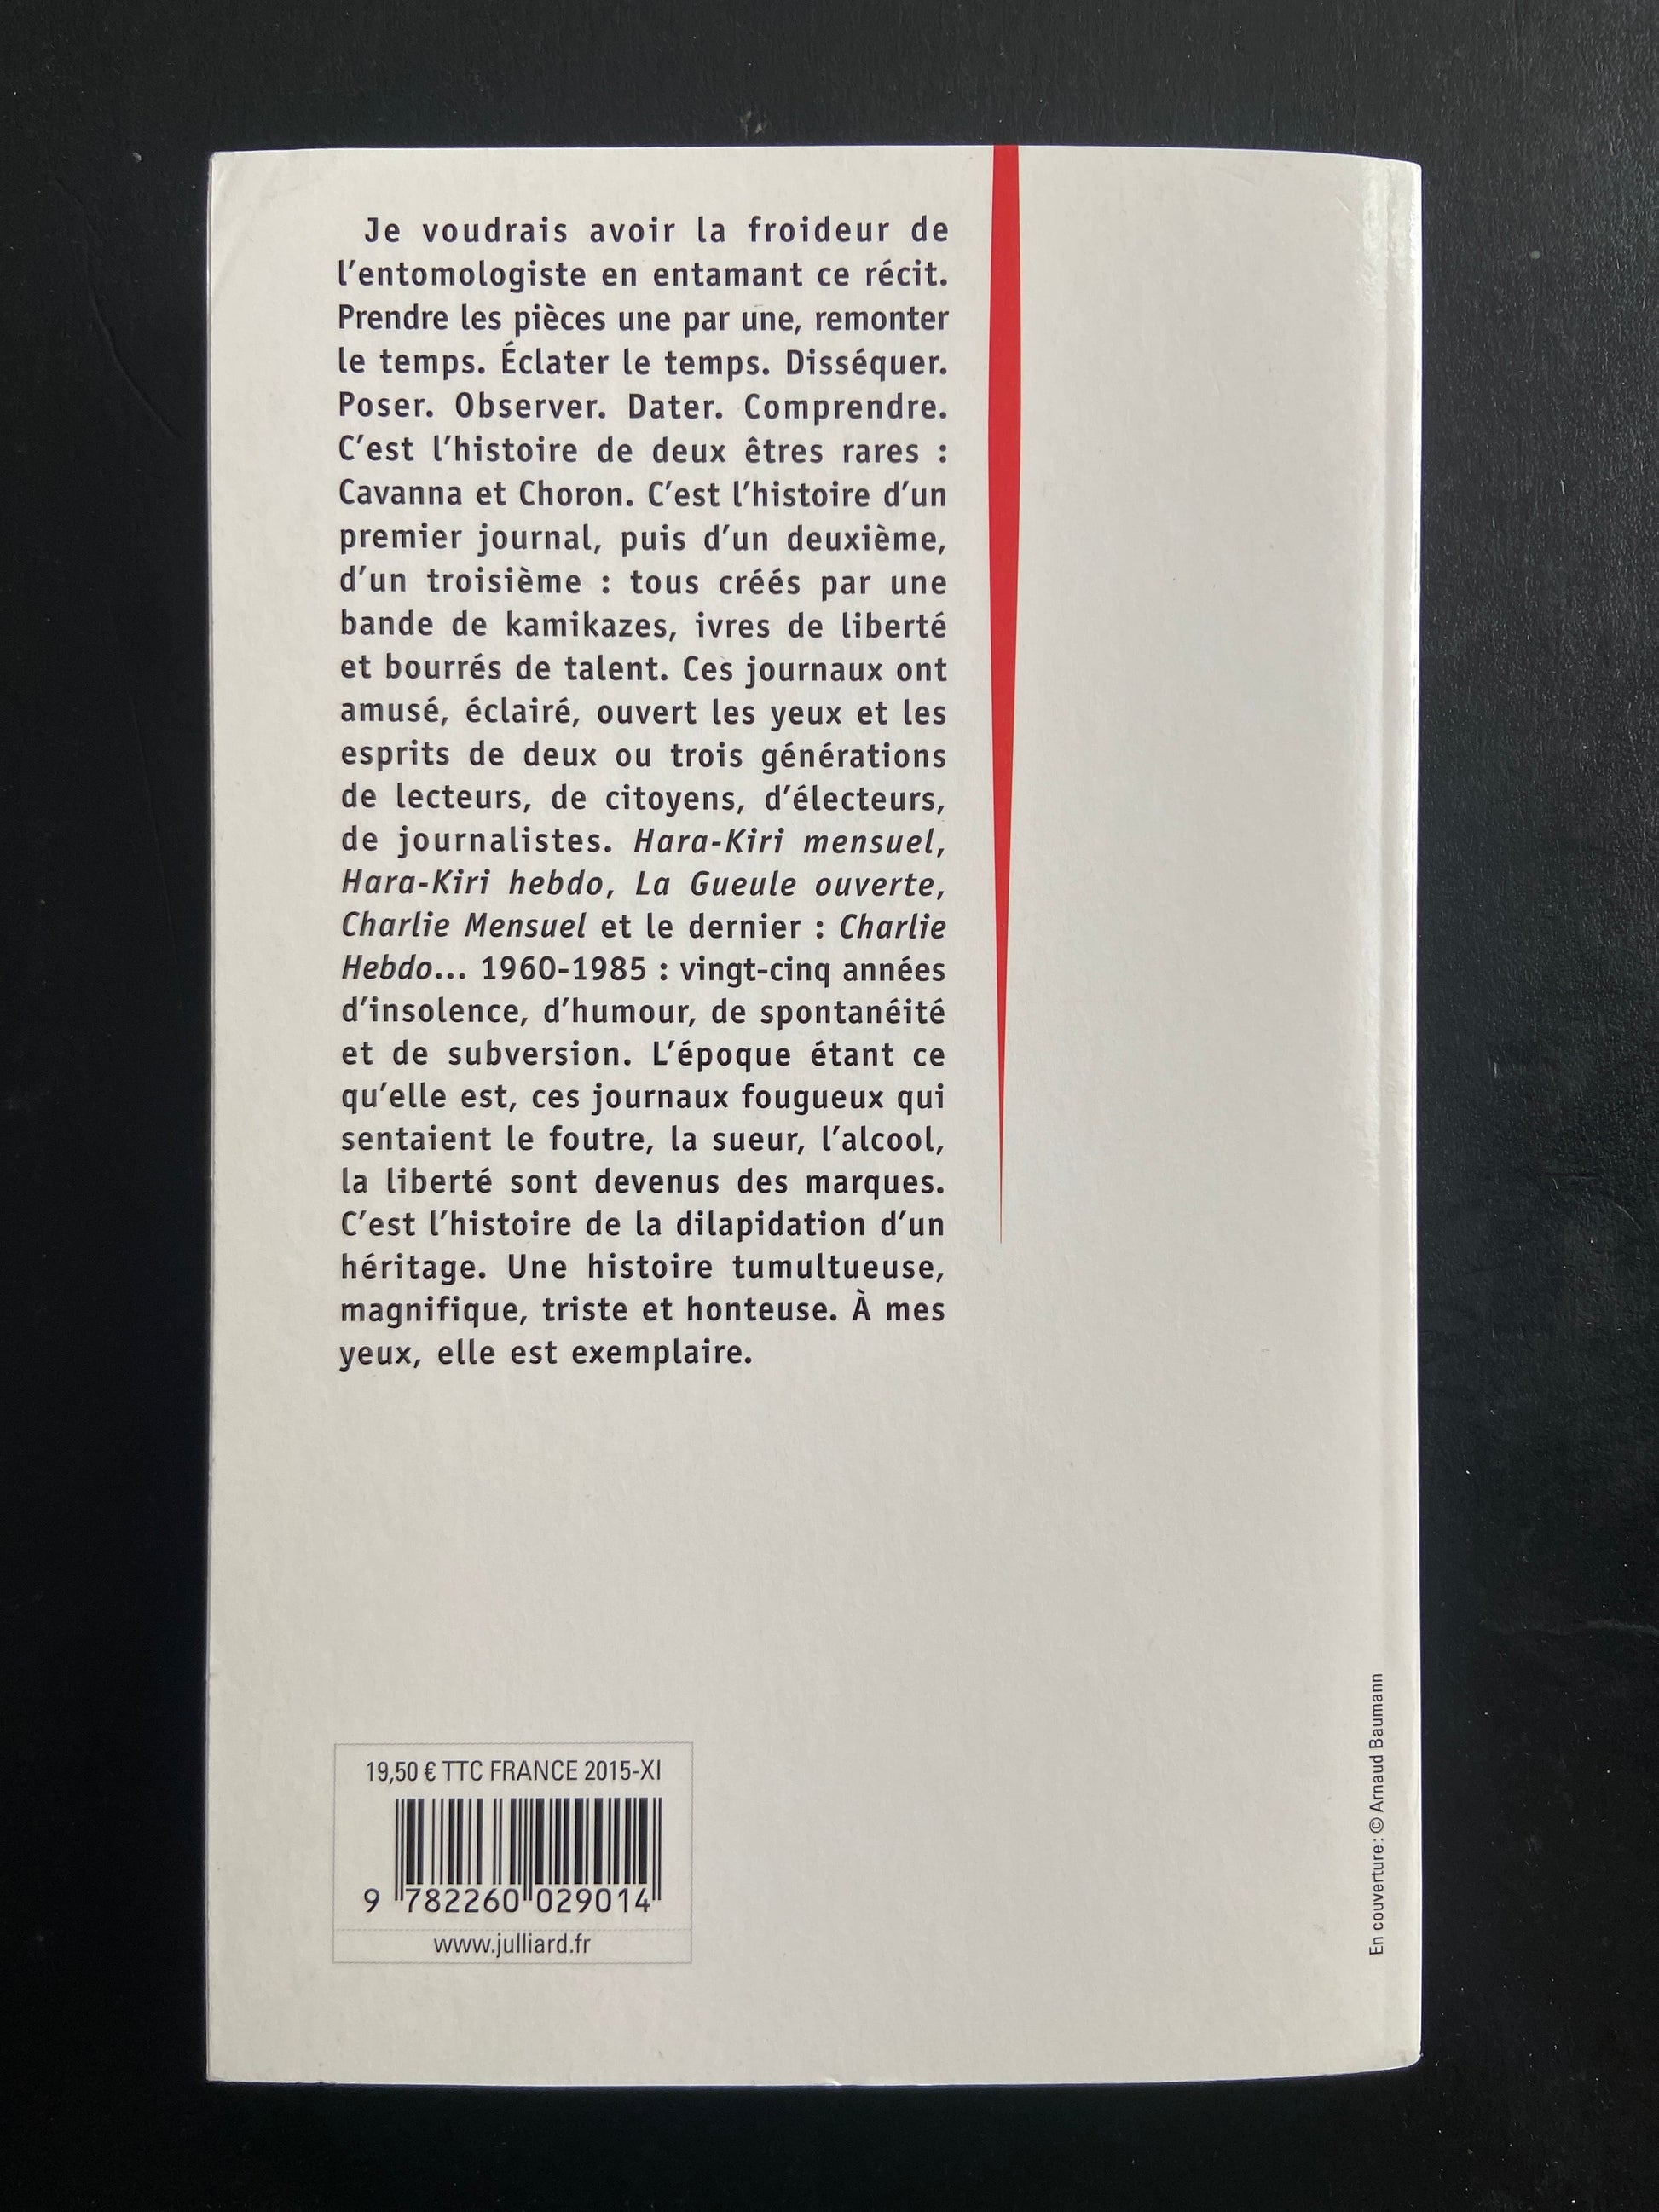 Je voudrais avoir la froideur de
l’entomologiste en entamant ce récit.
Prendre les pièces une par une, remonter
le temps. Éclater le temps. Disséquer.
Poser. Observer. Dater. Comprendre.
C’est l’histoire de deux êtres rares :
Cavanna et Choron. C’est l’histoire d’un
premier journal, puis d’un deuxième,
d’un troisième : tous créés par une
bande de kamikazes, ivres de liberté
et bourrés de talent. Ces journaux ont
amusé, éclairé, ouvert les yeux et les
esprits de deux ou trois générations
de lecteurs, de citoyens, d’électeurs,
de journalistes. Hara-Kiri mensuel,
Hara-Kiri hebdo, La Gueule ouverte,
Charlie Mensuel et le dernier : Charlie
Hebdo... 1960-1985 : vingt-cinq années
d’insolence, d’humour, de spontanéité
et de subversion. L’époque étant ce
qu’elle est, ces journaux fougueux qui
sentaient le foutre, la sueur, l’alcool,
la liberté sont devenus des marques.
C’est l’histoire de la dilapidation d’un
héritage. Une histoire tumultueuse,
magnifique, triste et honteuse. À mes
yeux, elle est exemplaire.
19,50 € TTC FRANCE 2015-XI
9 782260 029014
www.julliard.fr
En couverture : © Arnaud Baumann